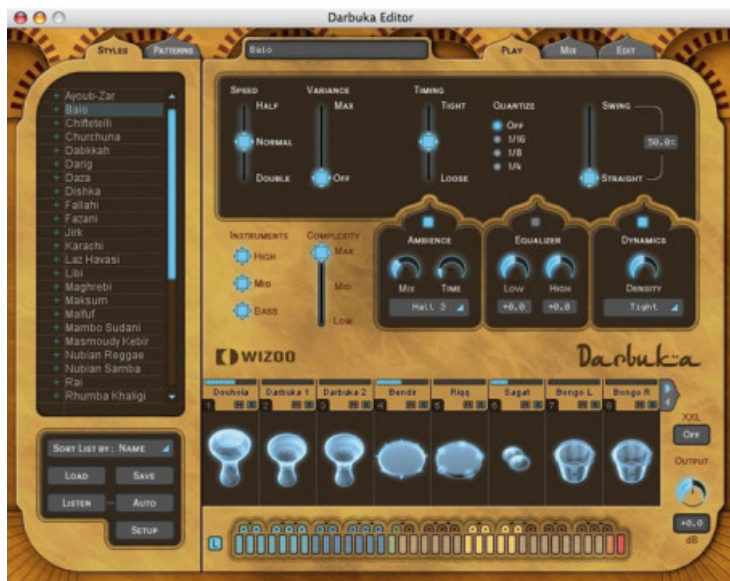 Darbuka Editor
STYLES
PATTERNS
Baio
PLAY
MIX
EDIT
+ Ayoub-Zar
+ Baio
+ Chiftetelli
+ Churchuna
+ Dabkkah
+ Darig
+ Daza
+ Dishka
+ Fallahi
+ Fazani
+ Jirk
+ Karachi
+ Laz Havasi
+ Libi
+ Maghrebi
+ Maksum
+ Malfuf
+ Mambo Sudani
+ Masmoudy Kebir
+ Nubian Reggae
+ Nubian Samba
+ Rai
+ Rhumba Khaligi
SORT LIST BY: NAME
LOAD
SAVE
LISTEN
AUTO
SETUP
SPEED
HALF
NORMAL
DOUBLE
VARIANCE
MAX
OFF
TIMING
TIGHT
LOOSE
QUANTIZE
OFF
1/16
1/8
1/4
SWING
50.0%
STRAIGHT
INSTRUMENTS
HIGH
MID
BASS
COMPLEXITY
MAX
MID
LOW
AMBIENCE
MIX
TIME
Hall 3
EQUALIZER
LOW
HIGH
+0.0
+0.0
DYNAMICS
DENSITY
Tight
WIZOO
Darbuka
Douhola
Darbuka 1
Darbuka 2
Bendir
Riqq
Sagat
Bongo L
Bongo R
1
2
3
4
5
6
7
8
XXL
OFF
OUTPUT
+0.0
dB
L